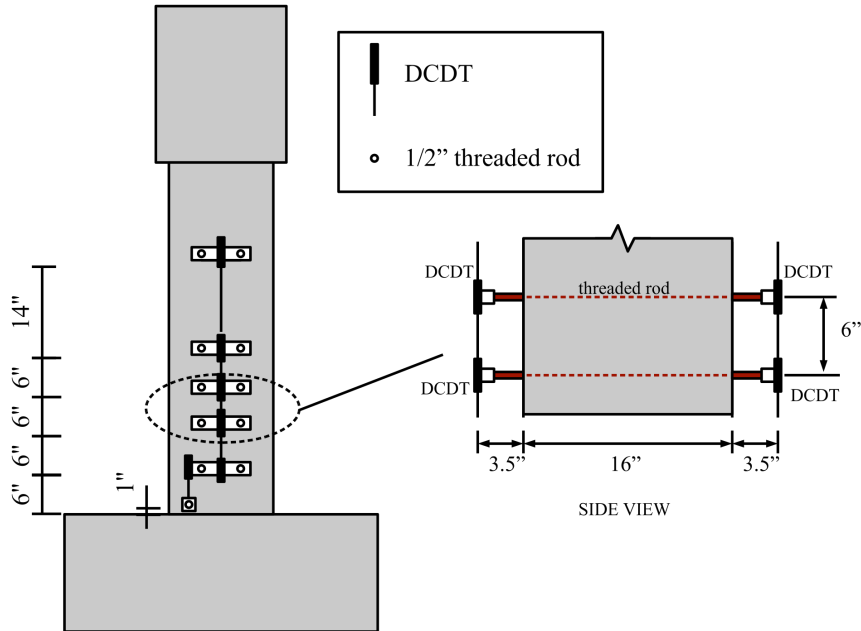 DCDT
1/2” threaded rod
14"
6"
6"
6"
6"
1"
DCDT
DCDT
threaded rod
6”
DCDT
DCDT
3.5”
16”
3.5”
SIDE VIEW